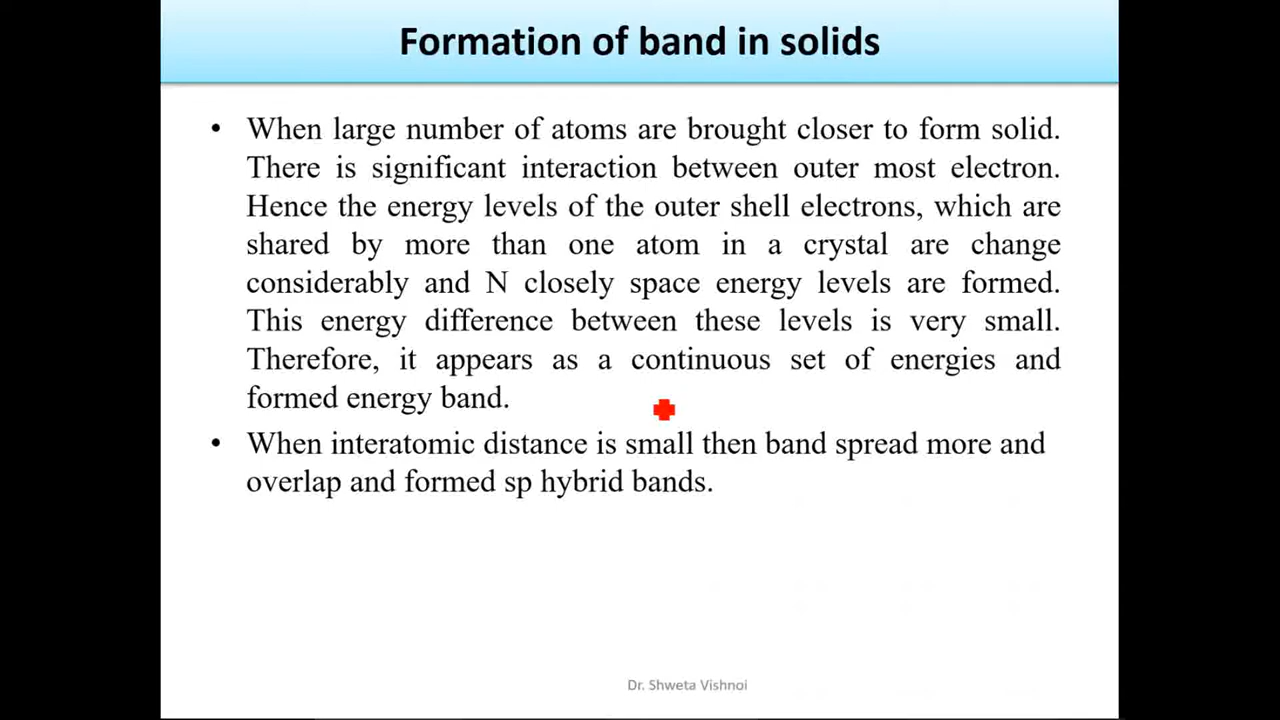 Formation of band in solids
• When large number of atoms are brought closer to form solid.
There is significant interaction between outer most electron.
Hence the energy levels of the outer shell electrons, which are
shared by more than one atom in a crystal are change
considerably and N closely space energy levels are formed.
This energy difference between these levels is very small.
Therefore, it appears as a continuous set of energies and
formed energy band.
• When interatomic distance is small then band spread more and
overlap and formed sp hybrid bands.
Dr. Shweta Vishnoi